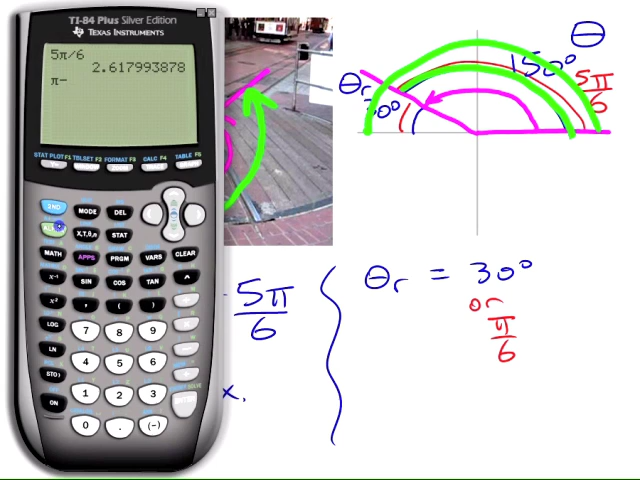 TI-84 Plus Silver Edition
TEXAS INSTRUMENTS
5π/6
2.617993878
π-
STAT PLOT F1 TBLSET F2 FORMAT F3 CALC F4 TABLE F5
2ND MODE DEL
X,T,θ,n STAT
MATH APPS PRGM VARS CLEAR
x⁻¹ SIN COS TAN ^
x² , ( ) ÷
LOG 7 8 9 ×
LN 4 5 6 −
STO› 1 2 3 +
ON 0 . (-) ENTER
θ
150°
5π
6
θr
30°
5π
6
x.
θr = 30°
or
π
6